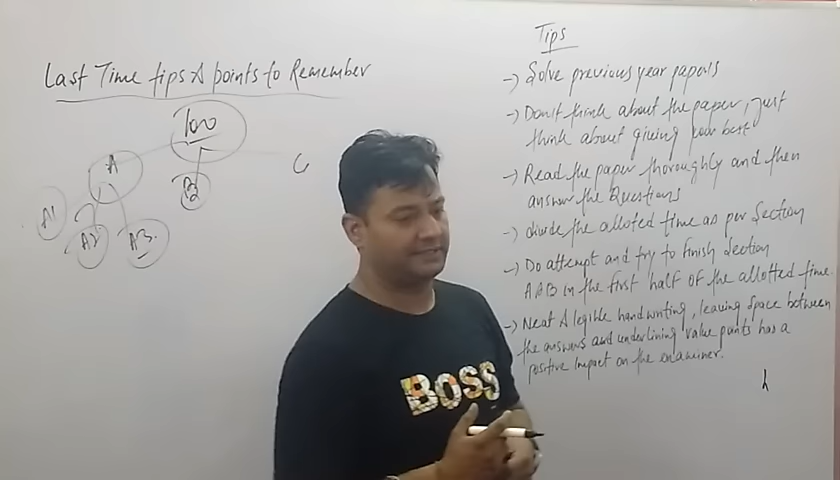 Last Time tips & points to Remember
Topo
A
B
C
A1
A2
AB.
BOSS
Tips
-) Solve previous year papers
-) Don't think about the paper, just
think about giving your best
-) Read the paper thoroughly and then
answer the Questions
-) divide the alloted time as per Section
-) Do attempt and try to finish Section
A & B in the first half of the allotted time.
-) Neat & legible handwriting, leaving space between
the answers and underlining value points has a
positive impact on the examiner.